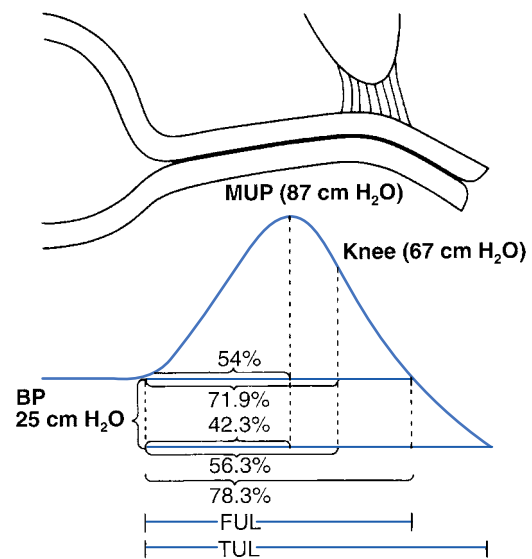 MUP (87 cm H₂O)
Knee (67 cm H₂O)
54%
71.9%
BP
25 cm H₂O
42.3%
56.3%
78.3%
FUL
TUL